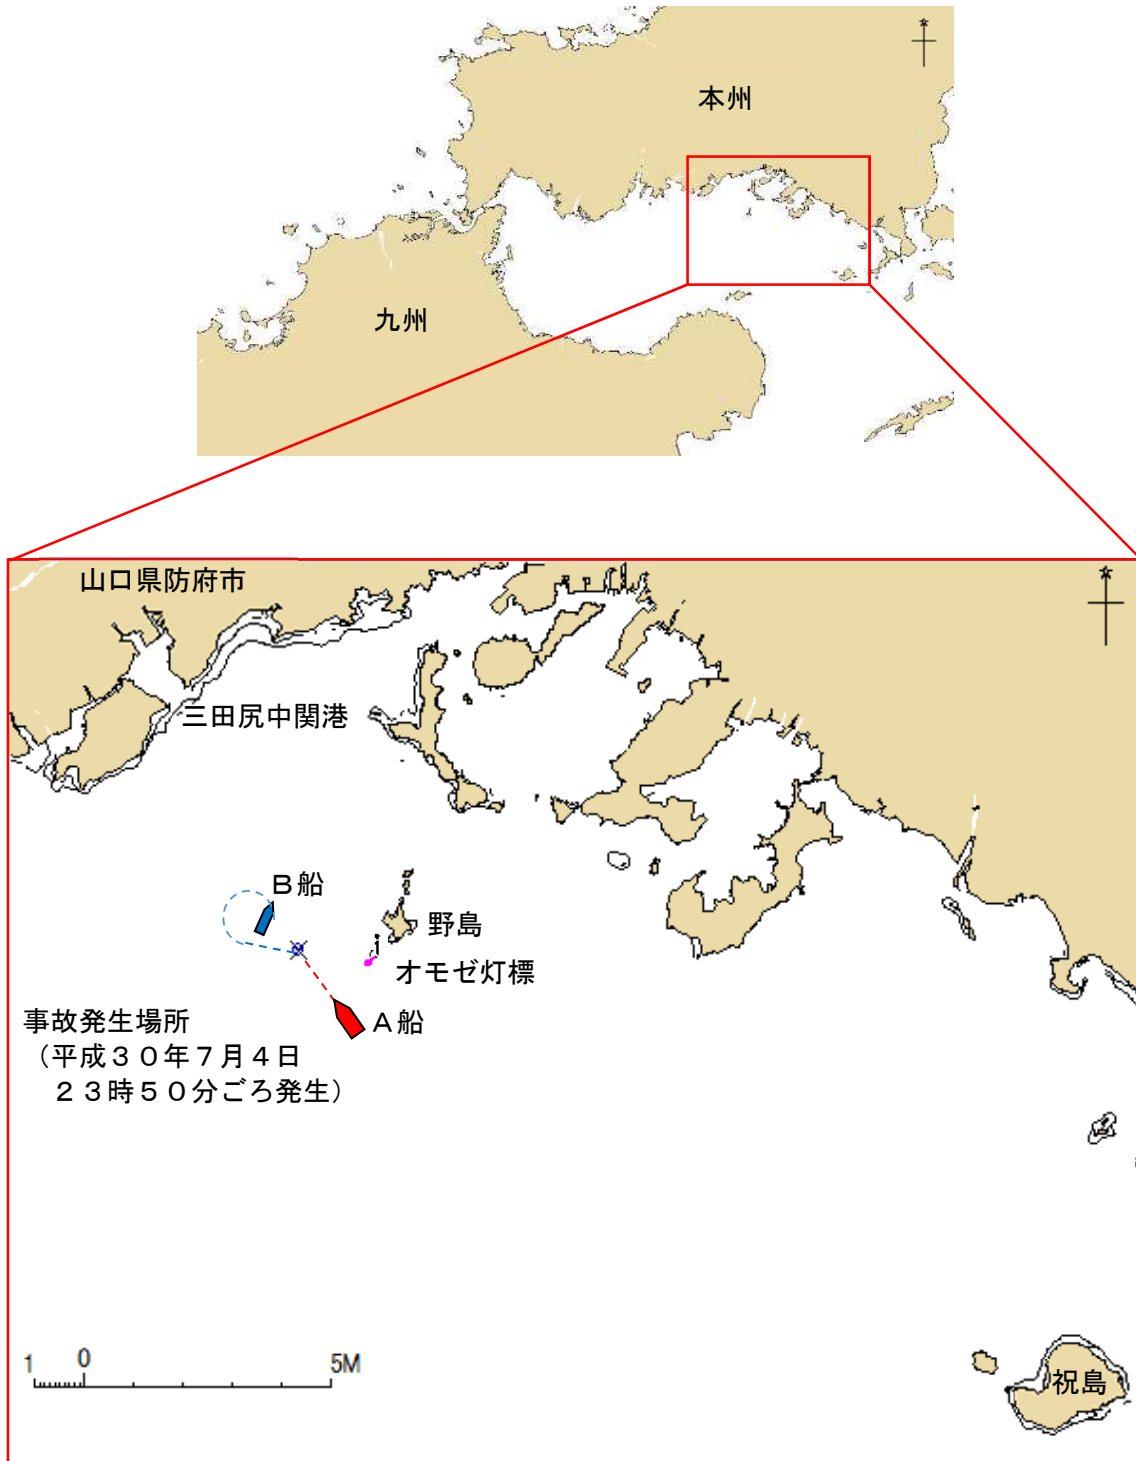 本州
九州
山口県防府市
三田尻中関港
B船
野島
オモゼ灯標
A船
事故発生場所
（平成３０年７月４日
２３時５０分ごろ発生）
1 0 5M
祝島